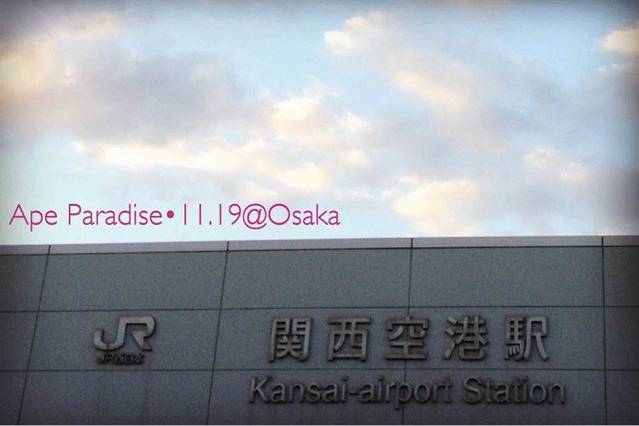 Ape Paradise•11.19@Osaka
JR
関西空港駅
Kansai-airport Station